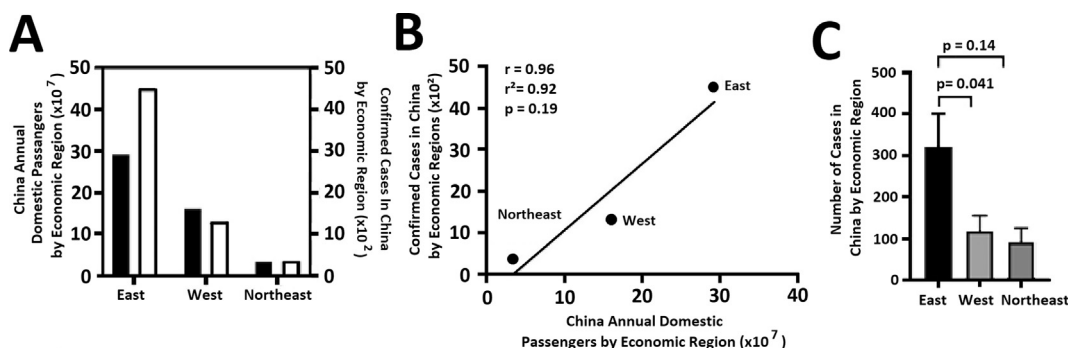 A
China Annual
Domestic Passangers
by Economic Region (x10⁷)
50
40
30
20
10
0
50
40
30
20
10
0
Confirmed Cases In China
by Economic Region (x10²)
East
West
Northeast
B
Confirmed Cases in China
by Economic Regions (x10²)
50
40
30
20
10
0
r = 0.96
r²= 0.92
p = 0.19
East
Northeast
West
0
10
20
30
40
China Annual Domestic
Passengers by Economic Region (x10⁷)
C
Number of Cases in
China by Economic Region
p = 0.14
p= 0.041
500
400
300
200
100
0
East
West
Northeast